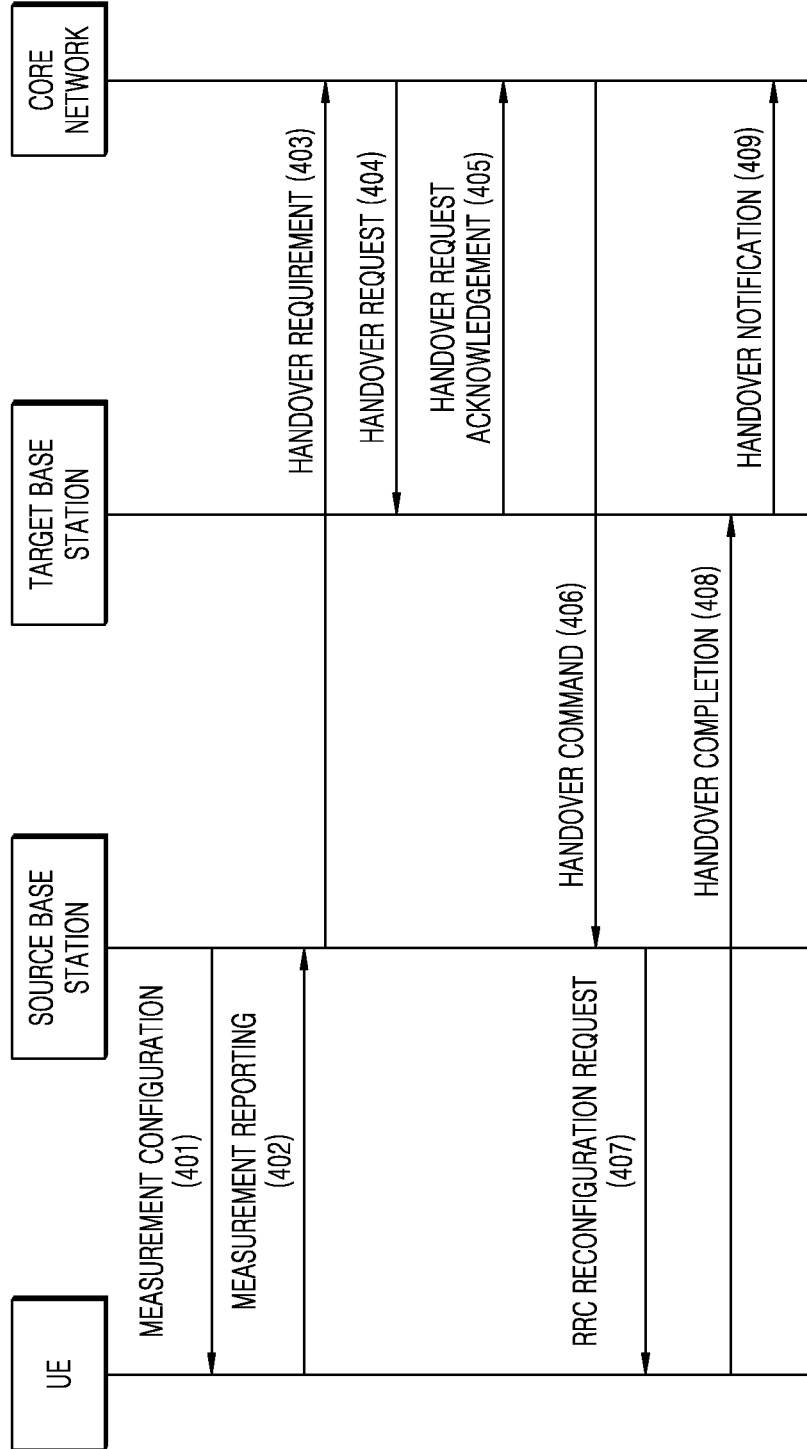 UE
SOURCE BASE
STATION
TARGET BASE
STATION
CORE
NETWORK
MEASUREMENT CONFIGURATION
(401)
MEASUREMENT REPORTING
(402)
HANDOVER REQUIREMENT (403)
HANDOVER REQUEST (404)
HANDOVER REQUEST
ACKNOWLEDGEMENT (405)
HANDOVER COMMAND (406)
RRC RECONFIGURATION REQUEST
(407)
HANDOVER COMPLETION (408)
HANDOVER NOTIFICATION (409)